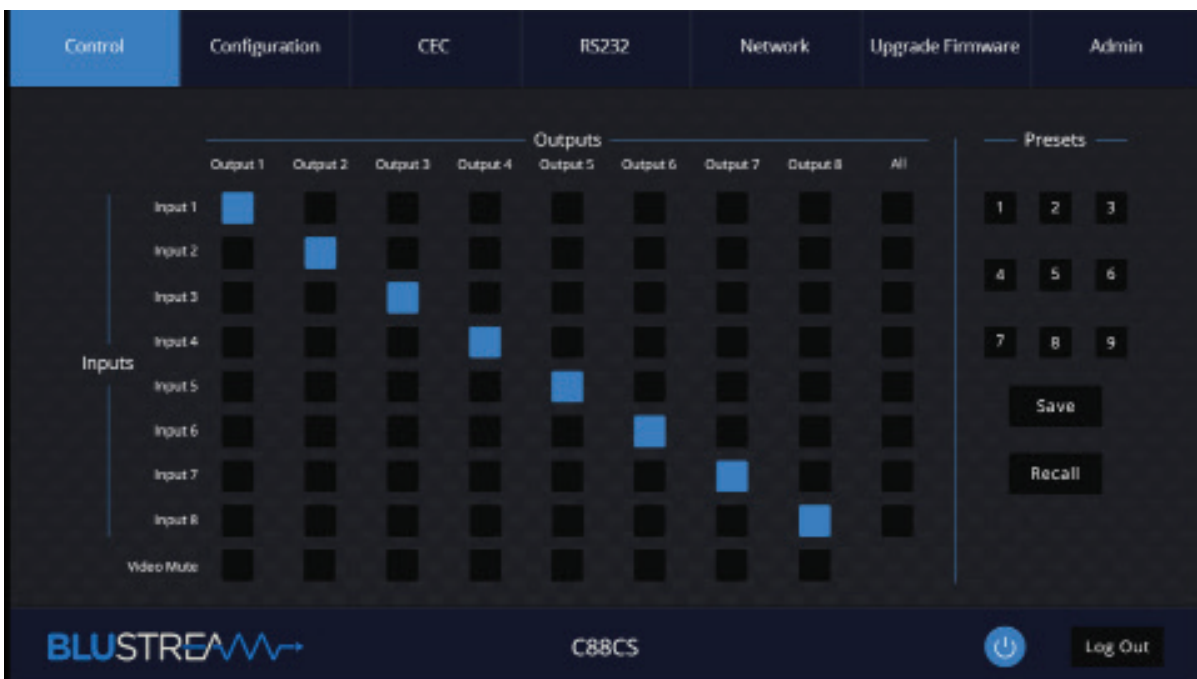 Control Configuration CEC RS232 Network Upgrade Firmware Admin
Outputs Presets
Output 1 Output 2 Output 3 Output 4 Output 5 Output 6 Output 7 Output 8 All
Input 1 1 2 3
Input 2
4 5 6
Input 3
Input 4 7 8 9
Inputs
Input 5
Save
Input 6
Input 7 Recall
Input 8
Video Mute
BLUSTREAM C88CS Log Out